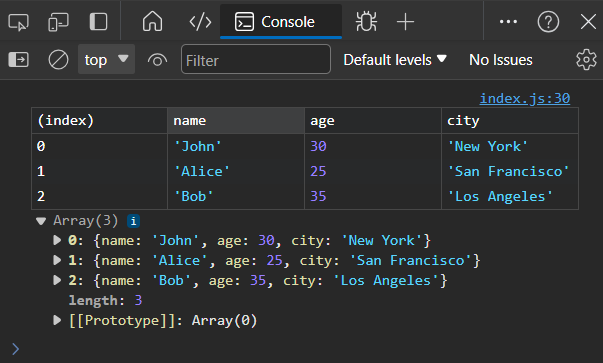 Console
top Filter Default levels No Issues
index.js:30
(index) name age city
0 'John' 30 'New York'
1 'Alice' 25 'San Francisco'
2 'Bob' 35 'Los Angeles'
Array(3) i
0: {name: 'John', age: 30, city: 'New York'}
1: {name: 'Alice', age: 25, city: 'San Francisco'}
2: {name: 'Bob', age: 35, city: 'Los Angeles'}
length: 3
[[Prototype]]: Array(0)